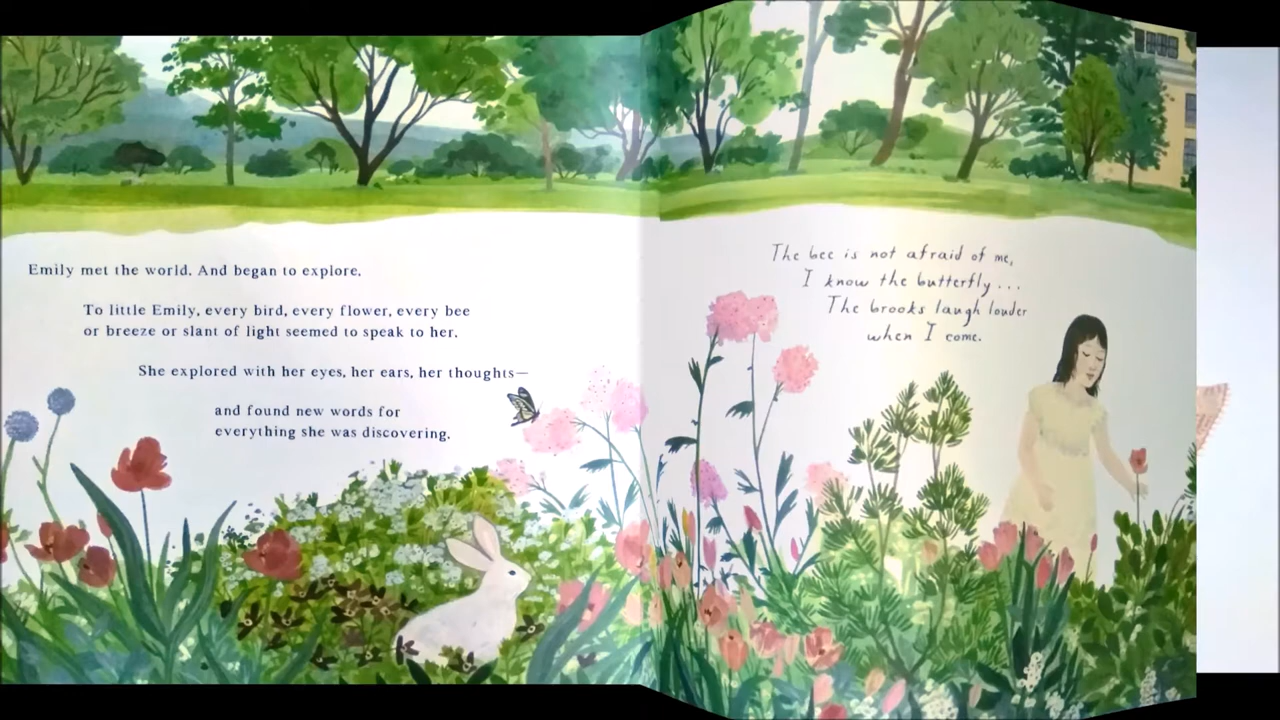 Emily met the world. And began to explore.
To little Emily, every bird, every flower, every bee
or breeze or slant of light seemed to speak to her.
She explored with her eyes, her ears, her thoughts—
and found new words for
everything she was discovering.
The bee is not afraid of me,
I know the butterfly...
The brooks laugh louder
when I come.